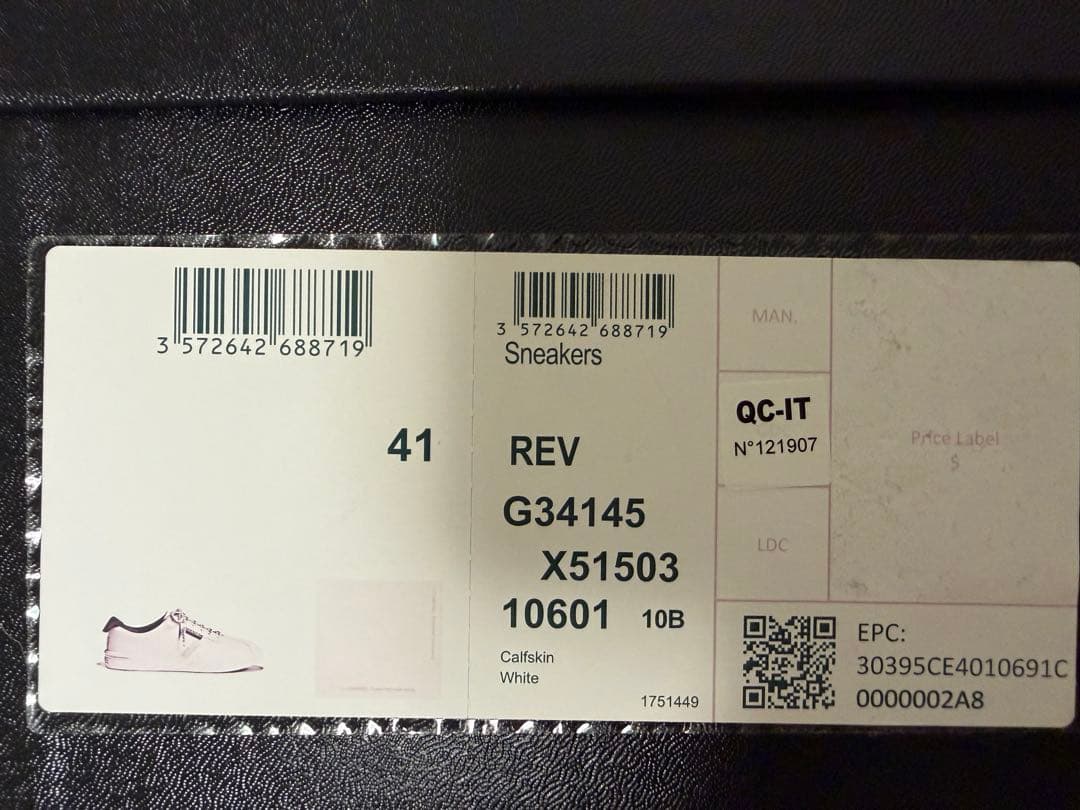 3 572642 688719
41
3 572642 688719
Sneakers
REV
G34145
X51503
10601 10B
Calfskin
White
1751449
MAN.
QC-IT
N°121907
LDC
Price Label
$
EPC:
30395CE4010691C
0000002A8